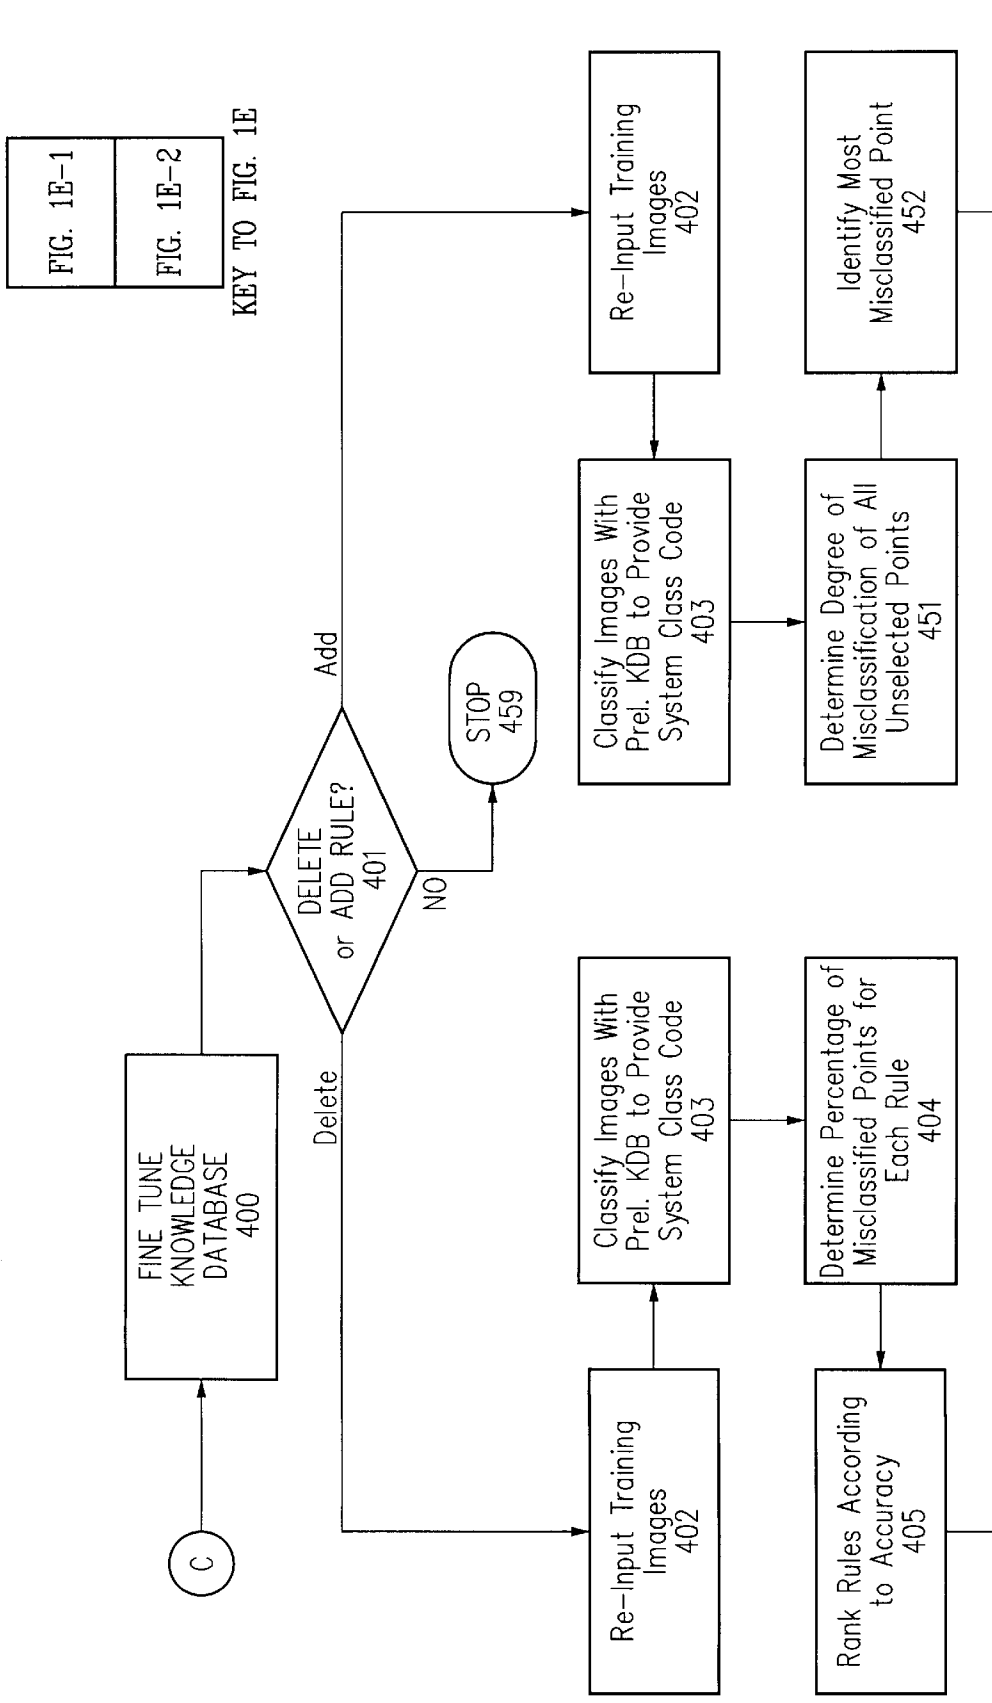 FIG. 1E-1
FIG. 1E-2
KEY TO FIG. 1E
C
FINE TUNE
KNOWLEDGE
DATABASE
400
DELETE
or ADD RULE?
401
Delete
Add
NO
STOP
459
Re-Input Training
Images
402
Classify Images With
Prel. KDB to Provide
System Class Code
403
Classify Images With
Prel. KDB to Provide
System Class Code
403
Re-Input Training
Images
402
Rank Rules According
to Accuracy
405
Determine Percentage of
Misclassified Points for
Each Rule
404
Determine Degree of
Misclassification of All
Unselected Points
451
Identify Most
Misclassified Point
452